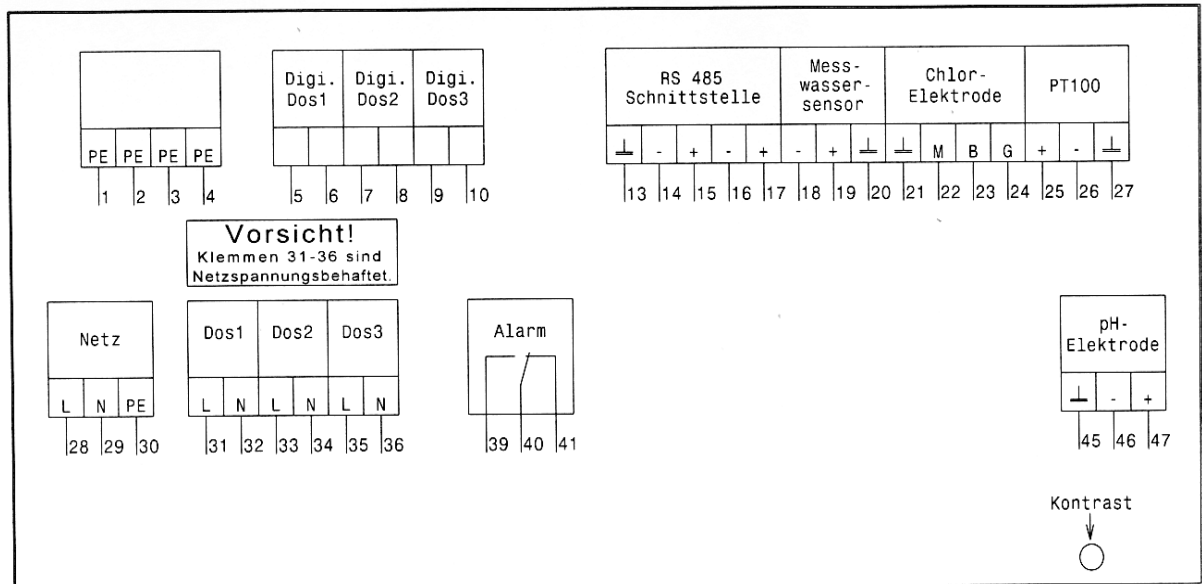 Digi. Dos1 Digi. Dos2 Digi. Dos3
RS 485 Schnittstelle
Mess-wasser-sensor
Chlor-Elektrode
PT100
PE PE PE PE
⊥ - + - + - + ⊥ ⊥ M B G + - ⊥
1 2 3 4
5 6 7 8 9 10
13 14 15 16 17 18 19 20 21 22 23 24 25 26 27
Vorsicht!
Klemmen 31-36 sind
Netzspannungsbehaftet.
Netz
Dos1 Dos2 Dos3
Alarm
pH-
Elektrode
L N PE
L N L N L N
⊥ - +
28 29 30
31 32 33 34 35 36
39 40 41
45 46 47
Kontrast